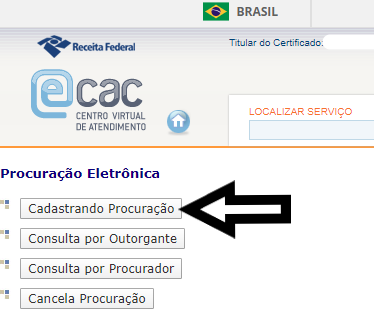 BRASIL
Receita Federal
Titular do Certificado:
e cac
CENTRO VIRTUAL
DE ATENDIMENTO
LOCALIZAR SERVIÇO
Procuração Eletrônica
Cadastrando Procuração
Consulta por Outorgante
Consulta por Procurador
Cancela Procuração